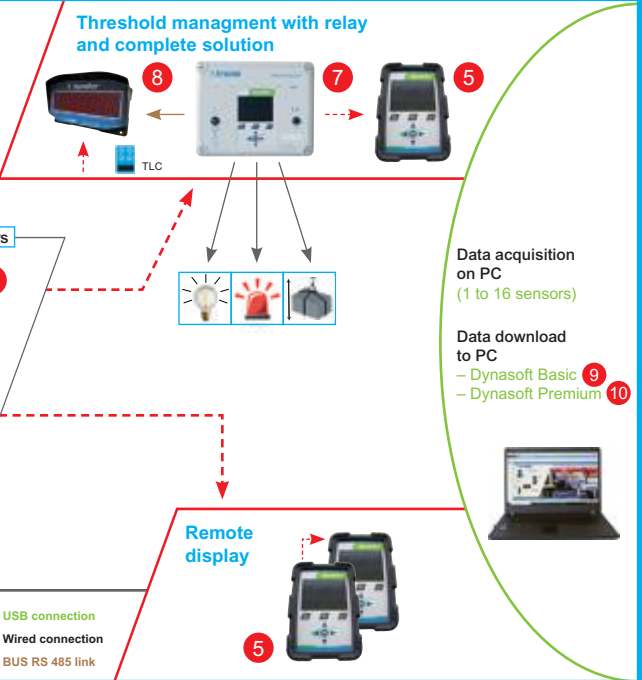 Threshold managment with relay
and complete solution
8
7
5
TLC
rs
Data acquisition
on PC
(1 to 16 sensors)
Data download
to PC
– Dynasoft Basic 9
– Dynasoft Premium 10
Remote
display
5
USB connection
Wired connection
BUS RS 485 link